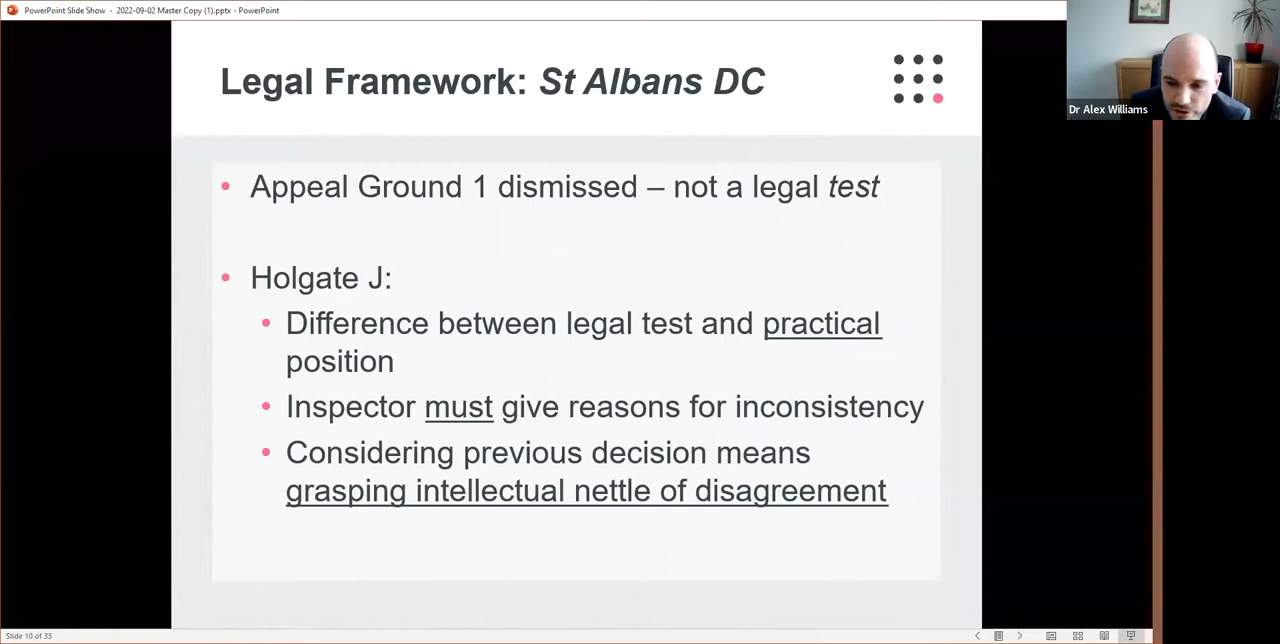 PowerPoint Slide Show - 2022-09-02 Master Copy (1).pptx - PowerPoint
Dr Alex Williams
Legal Framework: St Albans DC
• Appeal Ground 1 dismissed – not a legal test
• Holgate J:
• Difference between legal test and practical
position
• Inspector must give reasons for inconsistency
• Considering previous decision means
grasping intellectual nettle of disagreement
Slide 10 of 35